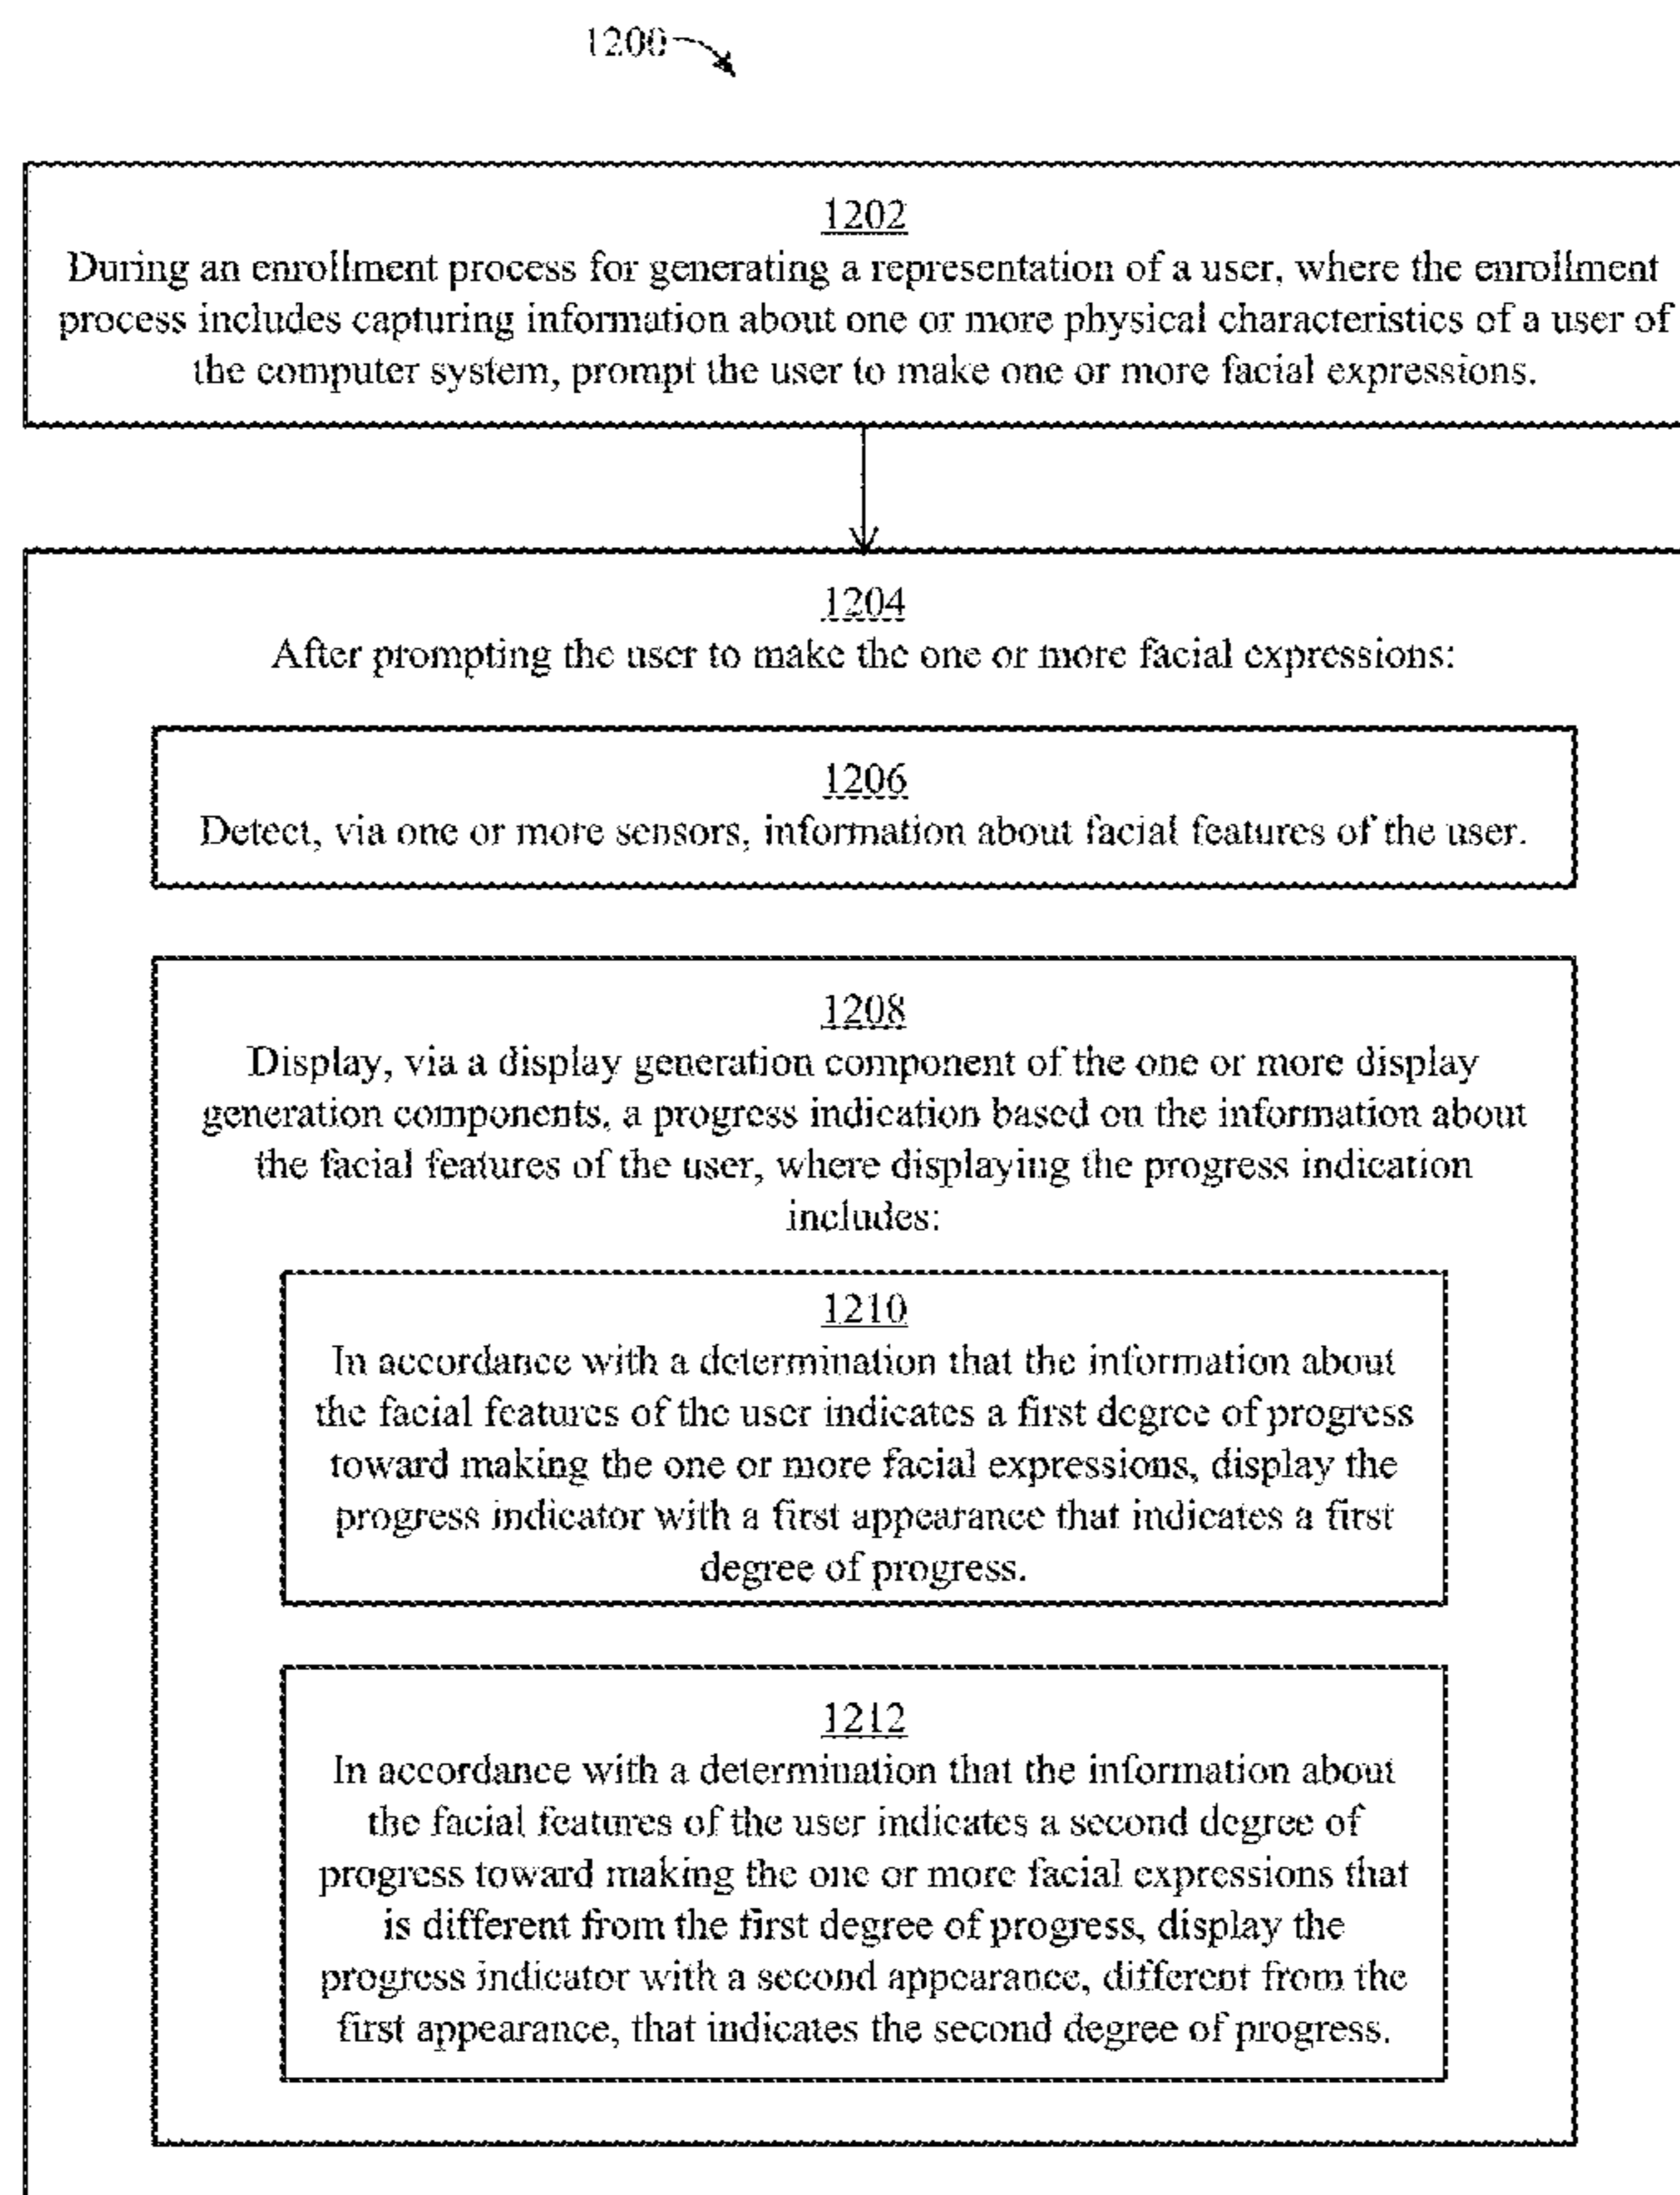 1200
1202
During an enrollment process for generating a representation of a user, where the enrollment
process includes capturing information about one or more physical characteristics of a user of
the computer system, prompt the user to make one or more facial expressions.
1204
After prompting the user to make the one or more facial expressions:
1206
Detect, via one or more sensors, information about facial features of the user.
1208
Display, via a display generation component of the one or more display
generation components, a progress indication based on the information about
the facial features of the user, where displaying the progress indication
includes:
1210
In accordance with a determination that the information about
the facial features of the user indicates a first degree of progress
toward making the one or more facial expressions, display the
progress indicator with a first appearance that indicates a first
degree of progress.
1212
In accordance with a determination that the information about
the facial features of the user indicates a second degree of
progress toward making the one or more facial expressions that
is different from the first degree of progress, display the
progress indicator with a second appearance, different from the
first appearance, that indicates the second degree of progress.